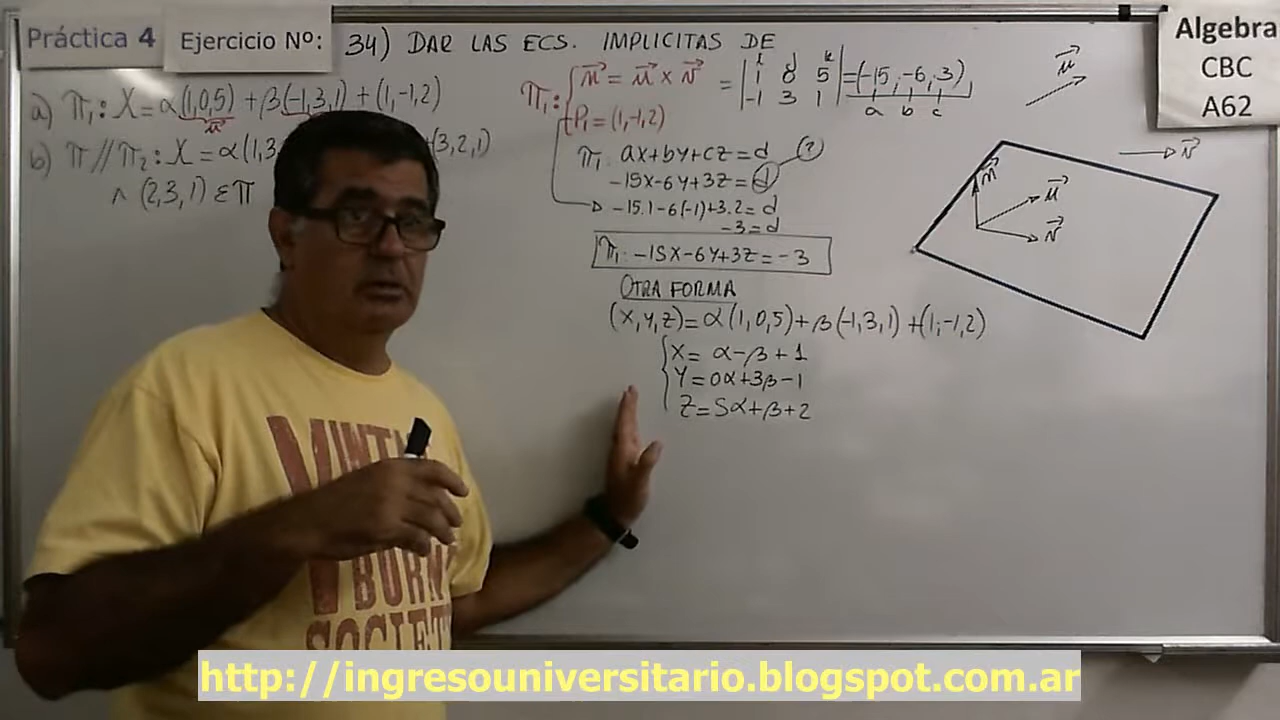 Práctica 4
Ejercicio Nº:
34) DAR LAS ECS. IMPLICITAS DE
Algebra
CBC
A62
a) π₁: X = α(1,0,5) + β(-1,3,1) + (1,-1,2)
u⃗
b) π // π₂: X = α(1,3, +(3,2,1)
∧ (2,3,1) ∈ π
π₁: { n⃗ = u⃗ x v⃗ = | i j k | = (-15, -6, 3),
1 0 5
-1 3 1
a b c
P₁ = (1,-1,2)
π₁: ax+by+cz = d (?)
-15x-6y+3z = d
-15.1-6(-1)+3.2 = d
-3 = d
π₁: -15x-6y+3z = -3
OTRA FORMA
(x,y,z) = α(1,0,5) + β(-1,3,1) + (1,-1,2)
{ x = α-β+1
y = 0α+3β-1
z = 5α+β+2
u⃗
v⃗
n⃗
u⃗
v⃗
VINTAGE
BURN
SOCIET
http://ingresouniversitario.blogspot.com.ar